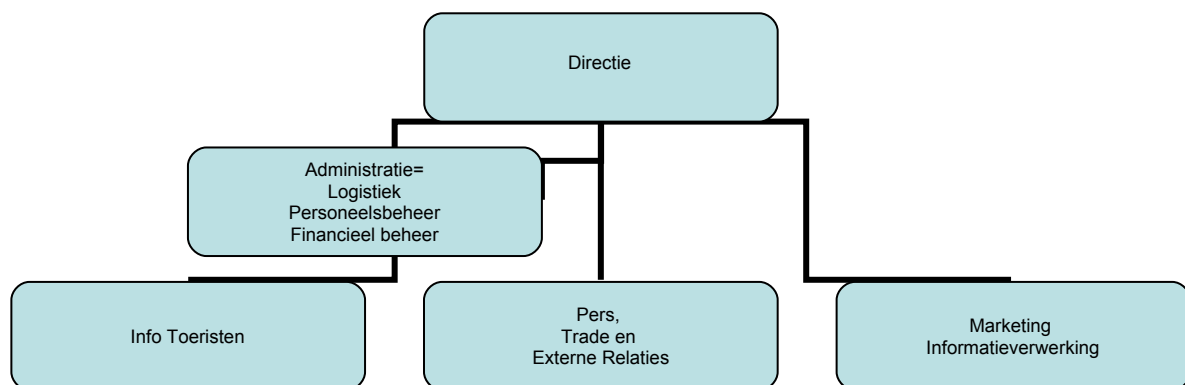 Directie
Administratie=
Logistiek
Personeelsbeheer
Financieel beheer
Info Toeristen
Pers,
Trade en
Externe Relaties
Marketing
Informatieverwerking